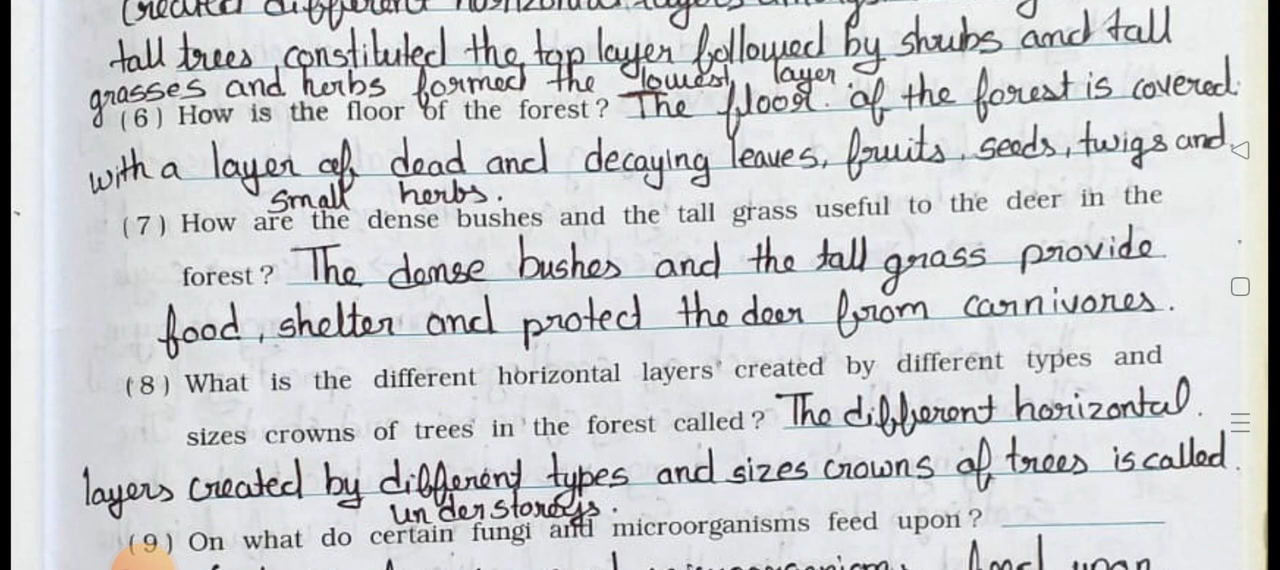 created different horizontal layers
tall trees constituted the top layer followed by shrubs and tall
grasses and herbs formed the lowest layer
(6) How is the floor of the forest? The floor of the forest is covered
with a layer of dead and decaying leaves, fruits, seeds, twigs and
small herbs.
(7) How are the dense bushes and the tall grass useful to the deer in the
forest? The dense bushes and the tall grass provide
food, shelter and protect the deer from carnivores.
(8) What is the different horizontal layers created by different types and
sizes crowns of trees in the forest called? The different horizontal
layers created by different types and sizes crowns of trees is called
understoreys.
(9) On what do certain fungi and microorganisms feed upon?
feed upon